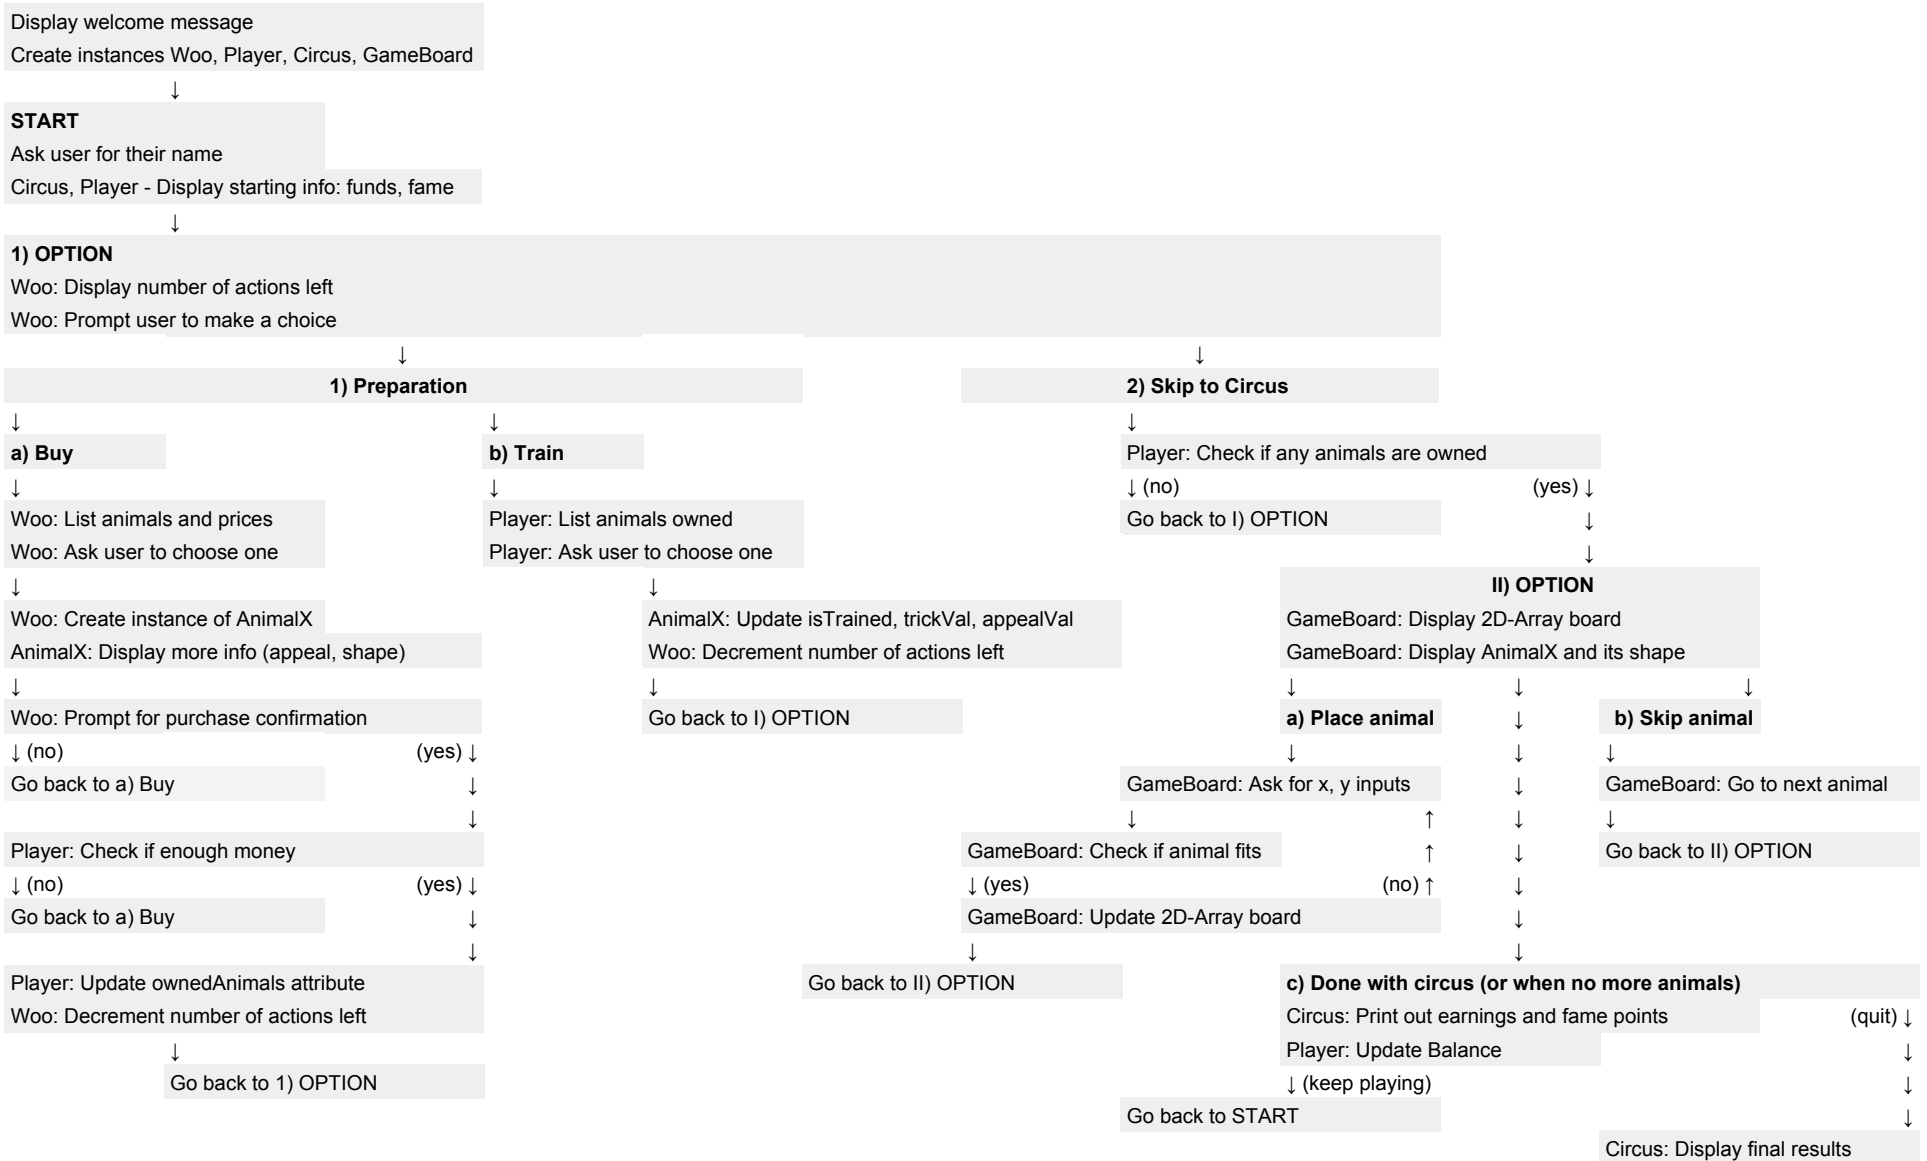 Display welcome message
Create instances Woo, Player, Circus, GameBoard
↓
START
Ask user for their name
Circus, Player - Display starting info: funds, fame
↓
1) OPTION
Woo: Display number of actions left
Woo: Prompt user to make a choice
↓ ↓
1) Preparation 2) Skip to Circus
↓ ↓ ↓
a) Buy b) Train Player: Check if any animals are owned
↓ ↓ ↓ (no) (yes) ↓
Woo: List animals and prices Player: List animals owned Go back to I) OPTION ↓
Woo: Ask user to choose one Player: Ask user to choose one ↓
↓ ↓ II) OPTION
Woo: Create instance of AnimalX AnimalX: Update isTrained, trickVal, appealVal GameBoard: Display 2D-Array board
AnimalX: Display more info (appeal, shape) Woo: Decrement number of actions left GameBoard: Display AnimalX and its shape
↓ ↓ ↓ ↓ ↓
Woo: Prompt for purchase confirmation Go back to I) OPTION a) Place animal ↓ b) Skip animal
↓ (no) (yes) ↓ ↓ ↓ ↓
Go back to a) Buy ↓ GameBoard: Ask for x, y inputs ↓ GameBoard: Go to next animal
↓ ↓ ↑ ↓ ↓
Player: Check if enough money GameBoard: Check if animal fits ↑ ↓ Go back to II) OPTION
↓ (no) (yes) ↓ ↓ (yes) (no) ↑ ↓
Go back to a) Buy ↓ GameBoard: Update 2D-Array board ↓
↓ ↓ ↓
Player: Update ownedAnimals attribute Go back to II) OPTION c) Done with circus (or when no more animals)
Woo: Decrement number of actions left Circus: Print out earnings and fame points (quit) ↓
↓ Player: Update Balance ↓
Go back to 1) OPTION ↓ (keep playing) ↓
Go back to START ↓
Circus: Display final results